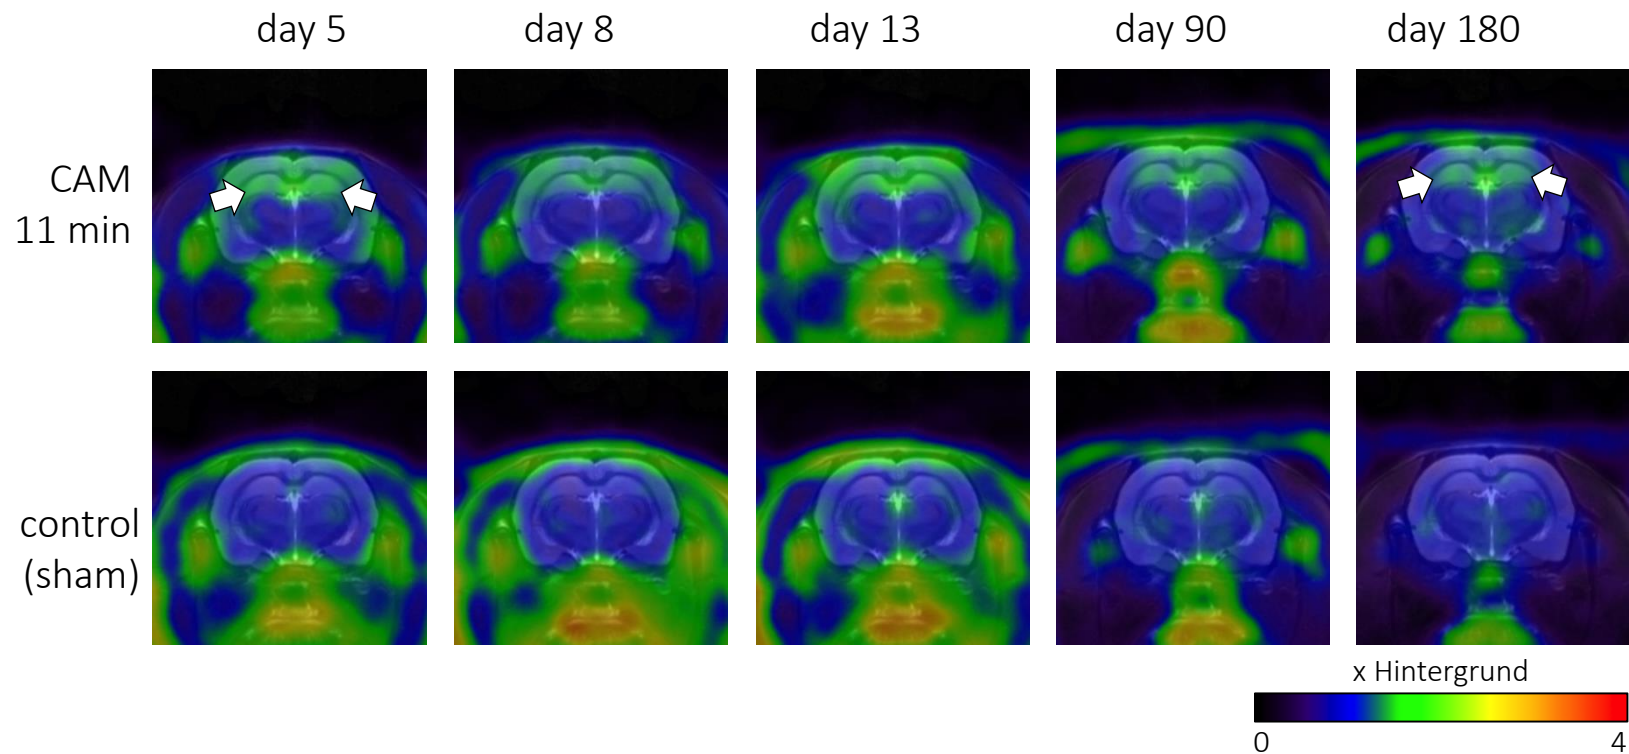 day 5
day 8
day 13
day 90
day 180
CAM
11 min
control
(sham)
x Hintergrund
0
4